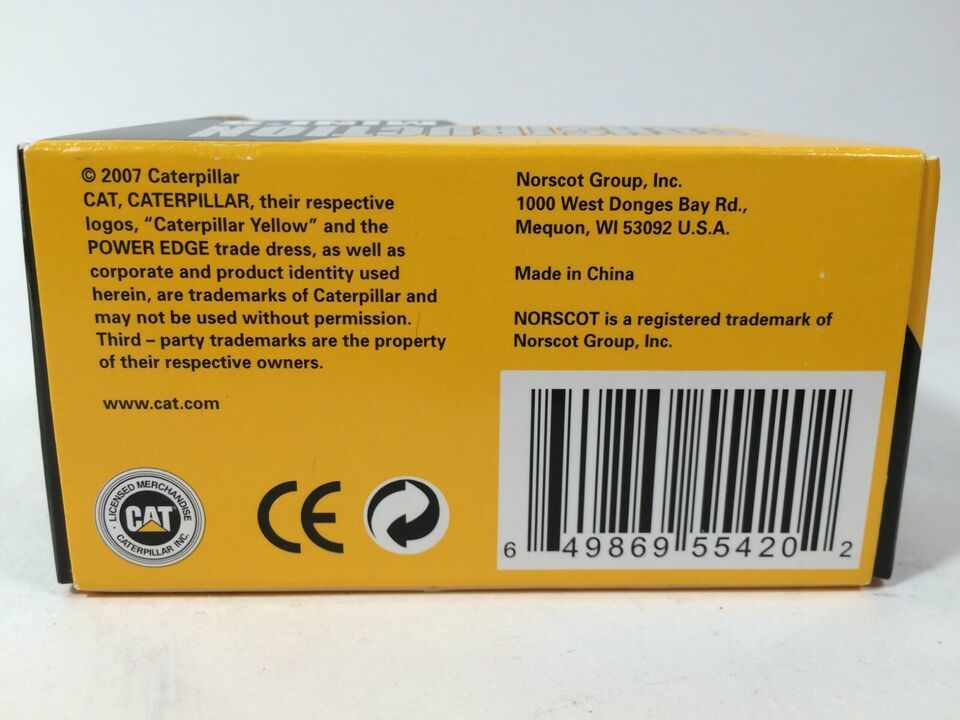 CONSTRUCTION
MINI'S
© 2007 Caterpillar
CAT, CATERPILLAR, their respective
logos, “Caterpillar Yellow” and the
POWER EDGE trade dress, as well as
corporate and product identity used
herein, are trademarks of Caterpillar and
may not be used without permission.
Third – party trademarks are the property
of their respective owners.
www.cat.com
LICENSED MERCHANDISE
CAT
CATERPILLAR INC.
CE
Norscot Group, Inc.
1000 West Donges Bay Rd.,
Mequon, WI 53092 U.S.A.
Made in China
NORSCOT is a registered trademark of
Norscot Group, Inc.
6 49869 55420 2